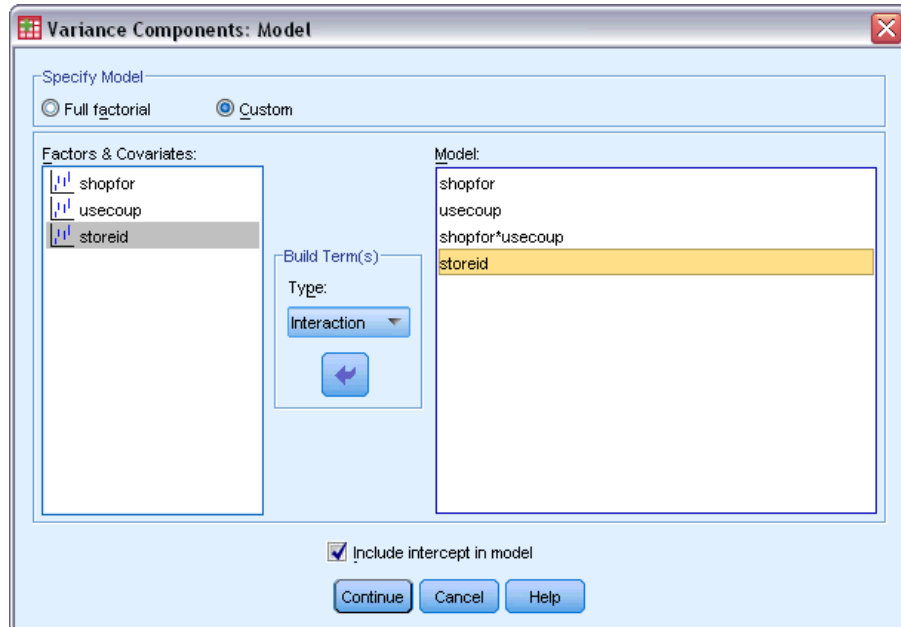 Variance Components: Model
Specify Model
Full factorial
Custom
Factors & Covariates:
shopfor
usecoup
storeid
Build Term(s)
Type:
Interaction
Model:
shopfor
usecoup
shopfor*usecoup
storeid
Include intercept in model
Continue
Cancel
Help